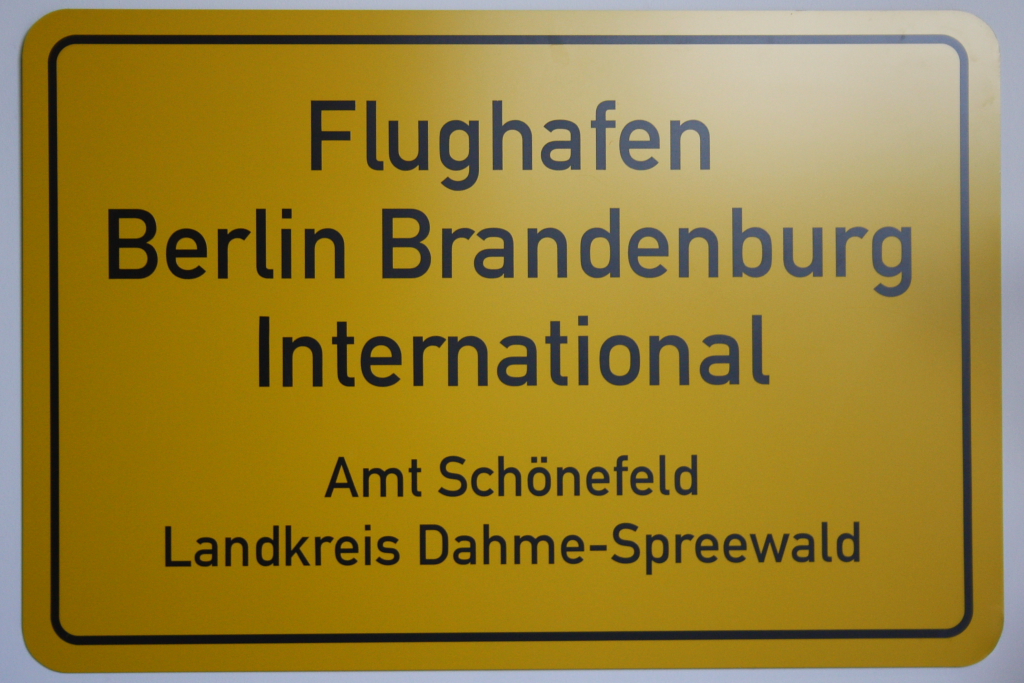 Flughafen
Berlin Brandenburg
International
Amt Schönefeld
Landkreis Dahme-Spreewald